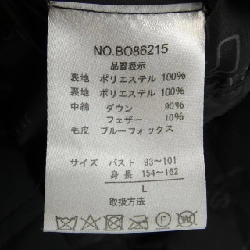 NO.BO86215
品質表示
表地 ポリエステル 100%
裏地 ポリエステル 100%
中綿 ダウン 90%
フェザー 10%
毛皮 ブルーフォックス
サイズ バスト 93~101
身長 154~162
L
取扱方法